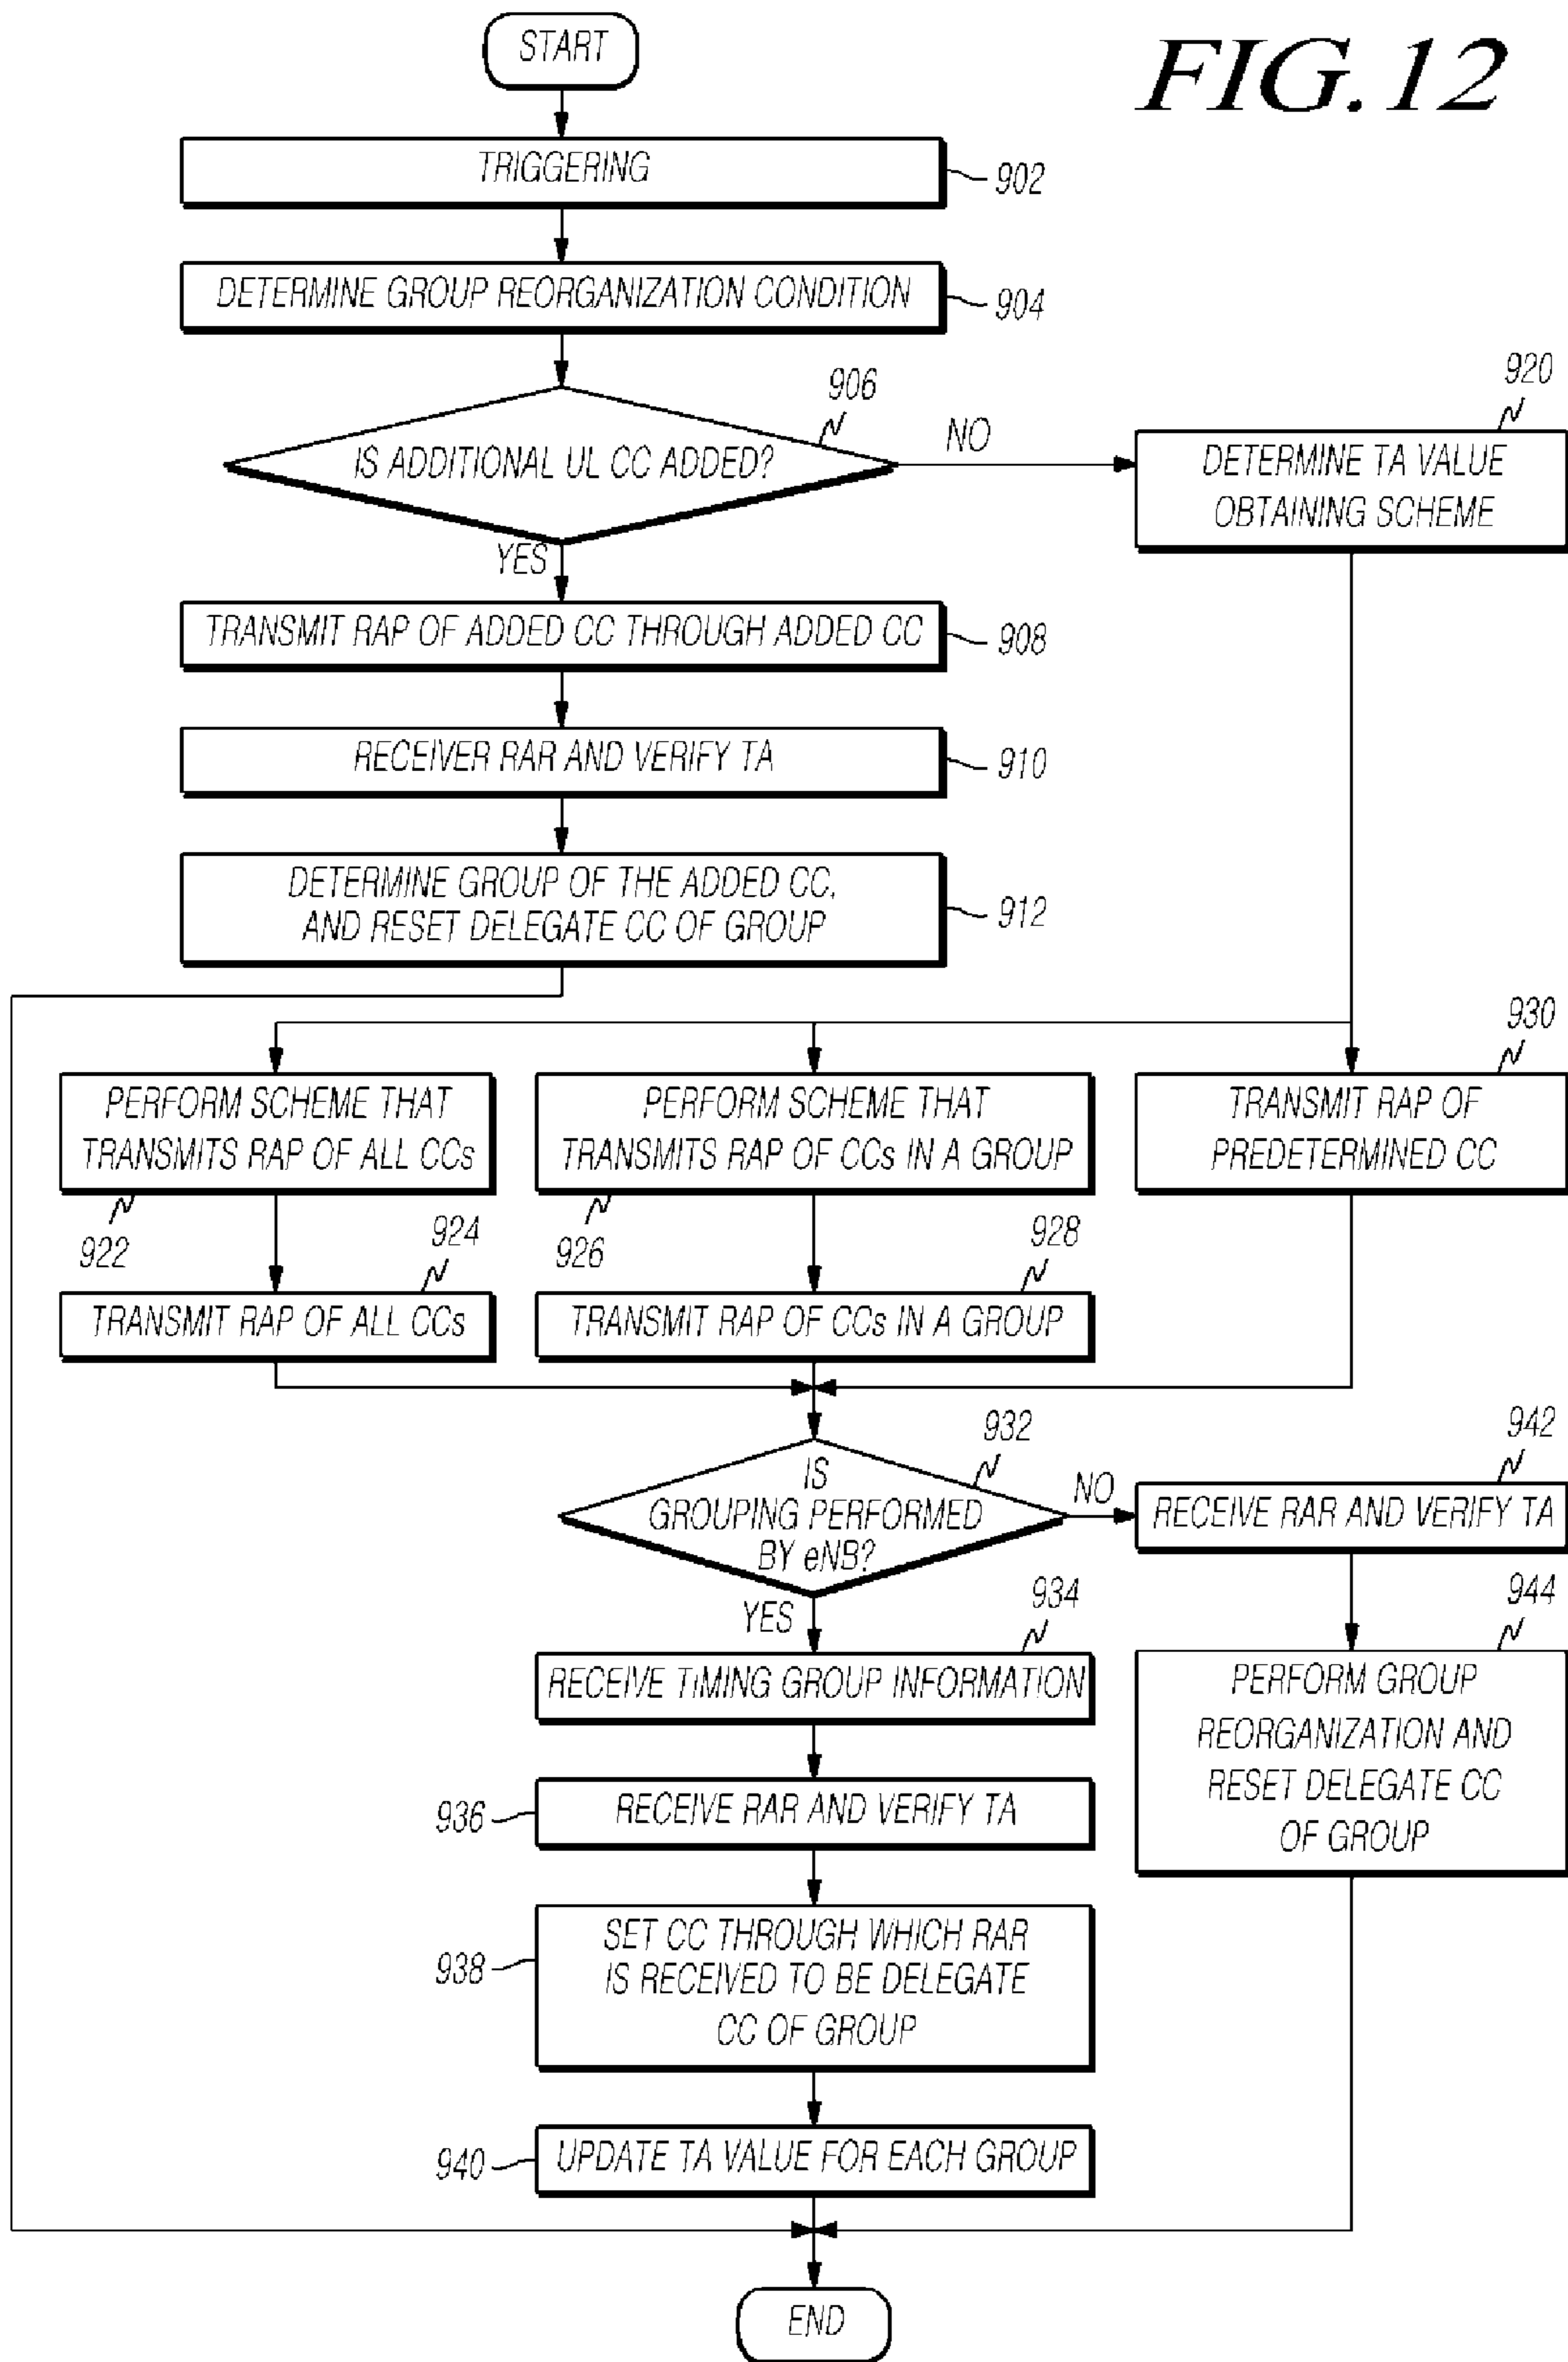 START
FIG.12
TRIGGERING
902
DETERMINE GROUP REORGANIZATION CONDITION
904
906
IS ADDITIONAL UL CC ADDED?
NO
YES
920
DETERMINE TA VALUE
OBTAINING SCHEME
TRANSMIT RAP OF ADDED CC THROUGH ADDED CC
908
RECEIVER RAR AND VERIFY TA
910
DETERMINE GROUP OF THE ADDED CC,
AND RESET DELEGATE CC OF GROUP
912
PERFORM SCHEME THAT
TRANSMITS RAP OF ALL CCs
922
PERFORM SCHEME THAT
TRANSMITS RAP OF CCs IN A GROUP
926
930
TRANSMIT RAP OF
PREDETERMINED CC
924
TRANSMIT RAP OF ALL CCs
928
TRANSMIT RAP OF CCs IN A GROUP
932
IS
GROUPING PERFORMED
BY eNB?
NO
YES
942
RECEIVE RAR AND VERIFY TA
934
RECEIVE TIMING GROUP INFORMATION
944
PERFORM GROUP
REORGANIZATION AND
RESET DELEGATE CC
OF GROUP
936
RECEIVE RAR AND VERIFY TA
938
SET CC THROUGH WHICH RAR
IS RECEIVED TO BE DELEGATE
CC OF GROUP
940
UPDATE TA VALUE FOR EACH GROUP
END